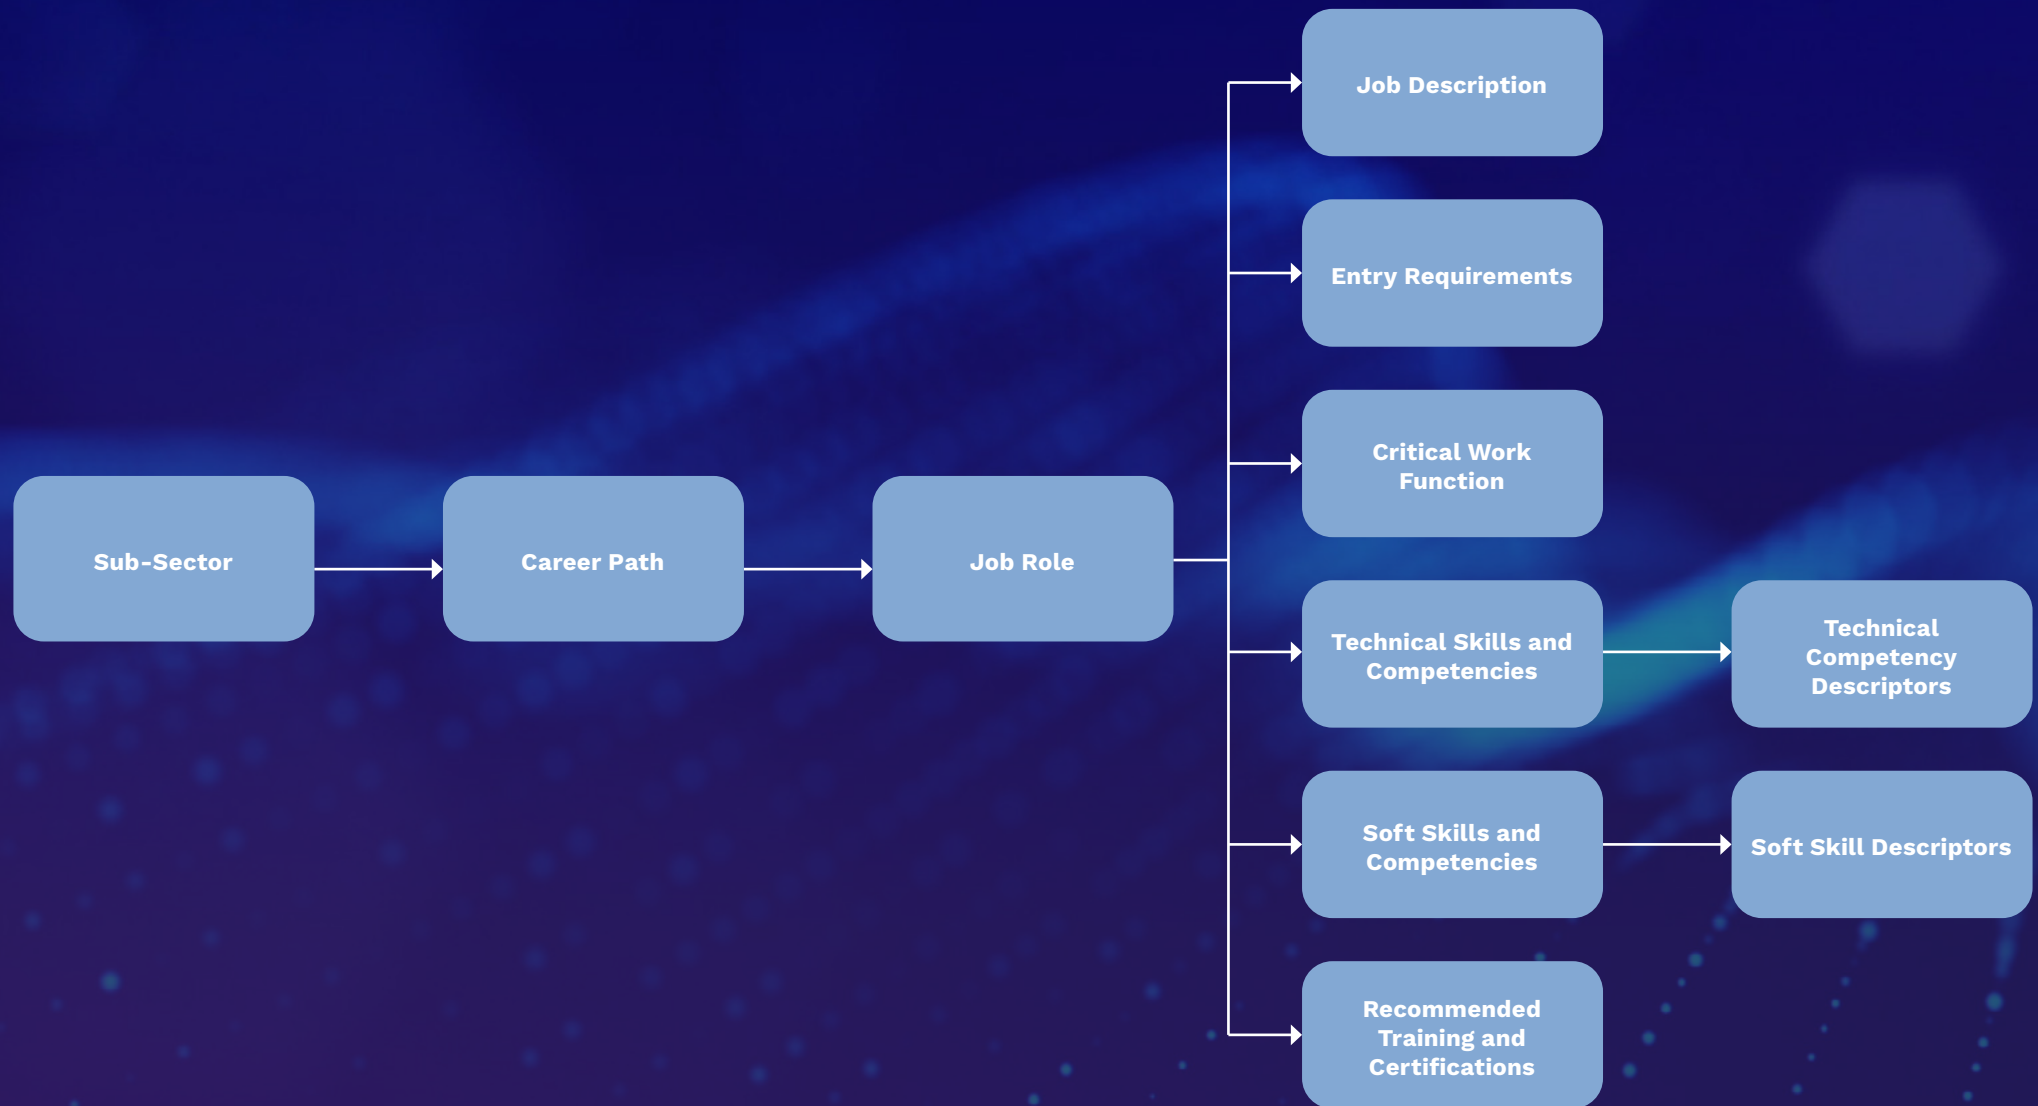 Sub-Sector
Career Path
Job Role
Job Description
Entry Requirements
Critical Work
Function
Technical Skills and
Competencies
Technical
Competency
Descriptors
Soft Skills and
Competencies
Soft Skill Descriptors
Recommended
Training and
Certifications